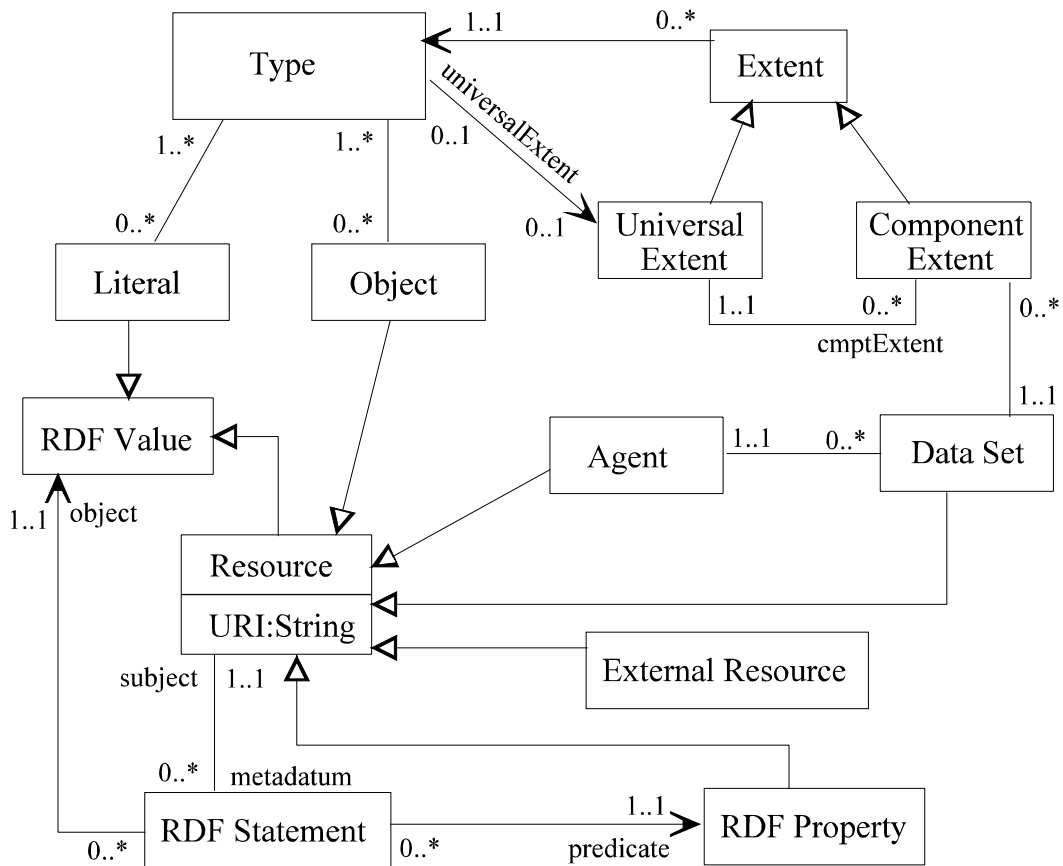 1..1
0..*
Type
Extent
universalExtent
1..*
1..*
0..1
0..*
0..*
0..1
Universal
Extent
Component
Extent
Literal
Object
1..1
0..*
0..*
cmptExtent
1..1
RDF Value
Agent
1..1
0..*
Data Set
1..1
object
Resource
URI:String
External Resource
subject
1..1
0..*
metadatum
RDF Statement
1..1
RDF Property
0..*
0..*
predicate